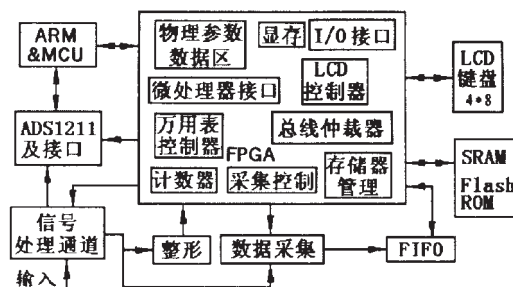 ARM
&MCU
ADS1211
及接口
信号
处理通道
输入
物理参数
数据区
显存
I/O接口
微处理器接口
LCD
控制器
万用表
控制器
总线仲裁器
FPGA
计数器
采集控制
存储器
管理
整形
数据采集
FIFO
LCD
键盘
4*8
SRAM
Flash
ROM